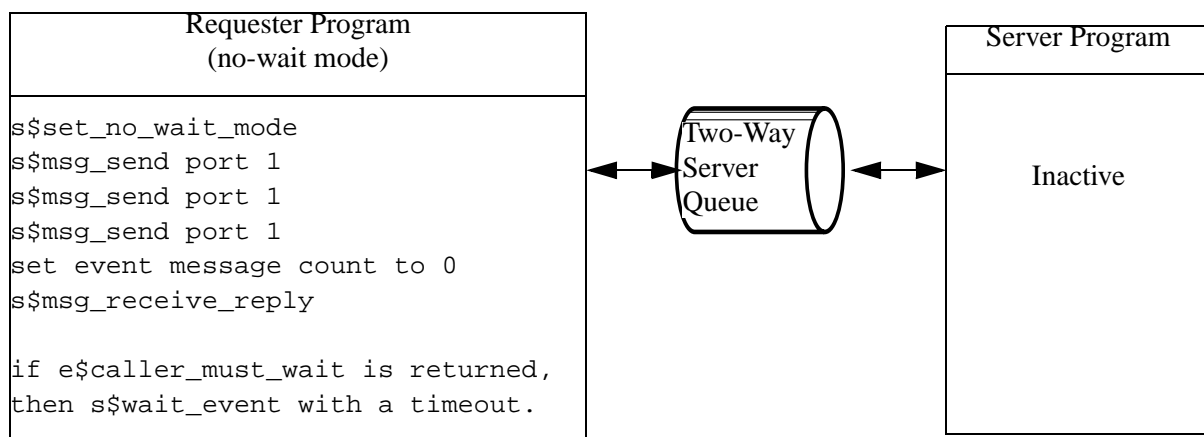 Requester Program
(no-wait mode)
s$set_no_wait_mode
s$msg_send port 1
s$msg_send port 1
s$msg_send port 1
set event message count to 0
s$msg_receive_reply
if e$caller_must_wait is returned,
then s$wait_event with a timeout.
Two-Way
Server
Queue
Server Program
Inactive